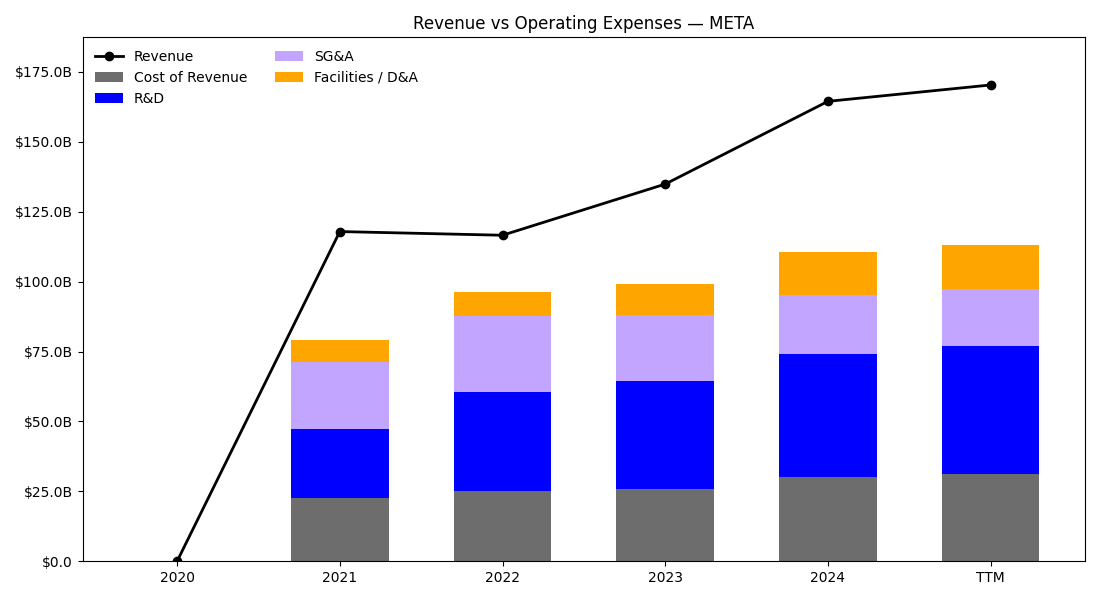 Revenue vs Operating Expenses — META
Revenue
Cost of Revenue
R&D
SG&A
Facilities / D&A
$175.0B
$150.0B
$125.0B
$100.0B
$75.0B
$50.0B
$25.0B
$0.0
2020 2021 2022 2023 2024 TTM